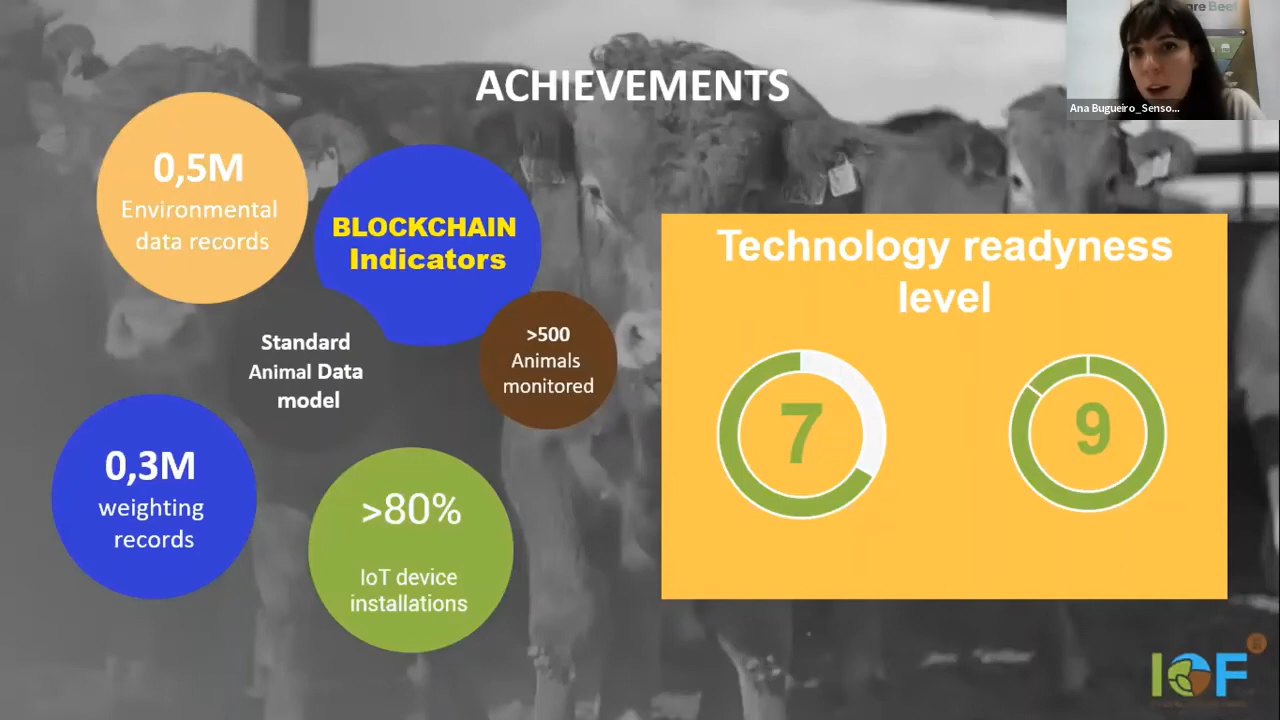 ACHIEVEMENTS
Ana Bugueiro_Senso...
0,5M
Environmental
data records
BLOCKCHAIN
Indicators
Standard
Animal Data
model
>500
Animals
monitored
0,3M
weighting
records
>80%
IoT device
installations
Technology readyness
level
7
9
IOF